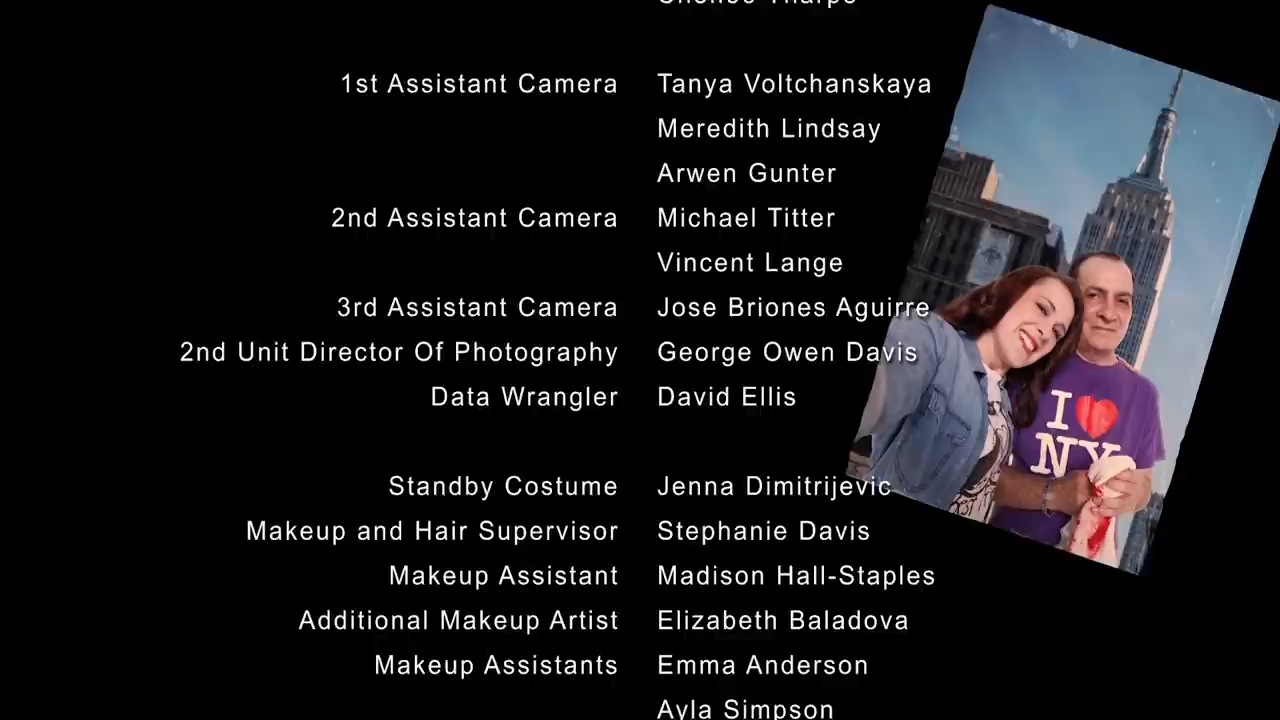 1st Assistant Camera Tanya Voltchanskaya
Meredith Lindsay
Arwen Gunter
2nd Assistant Camera Michael Titter
Vincent Lange
3rd Assistant Camera Jose Briones Aguirre
2nd Unit Director Of Photography George Owen Davis
Data Wrangler David Ellis
I
NY
Standby Costume Jenna Dimitrijevic
Makeup and Hair Supervisor Stephanie Davis
Makeup Assistant Madison Hall-Staples
Additional Makeup Artist Elizabeth Baladova
Makeup Assistants Emma Anderson
Ayla Simpson